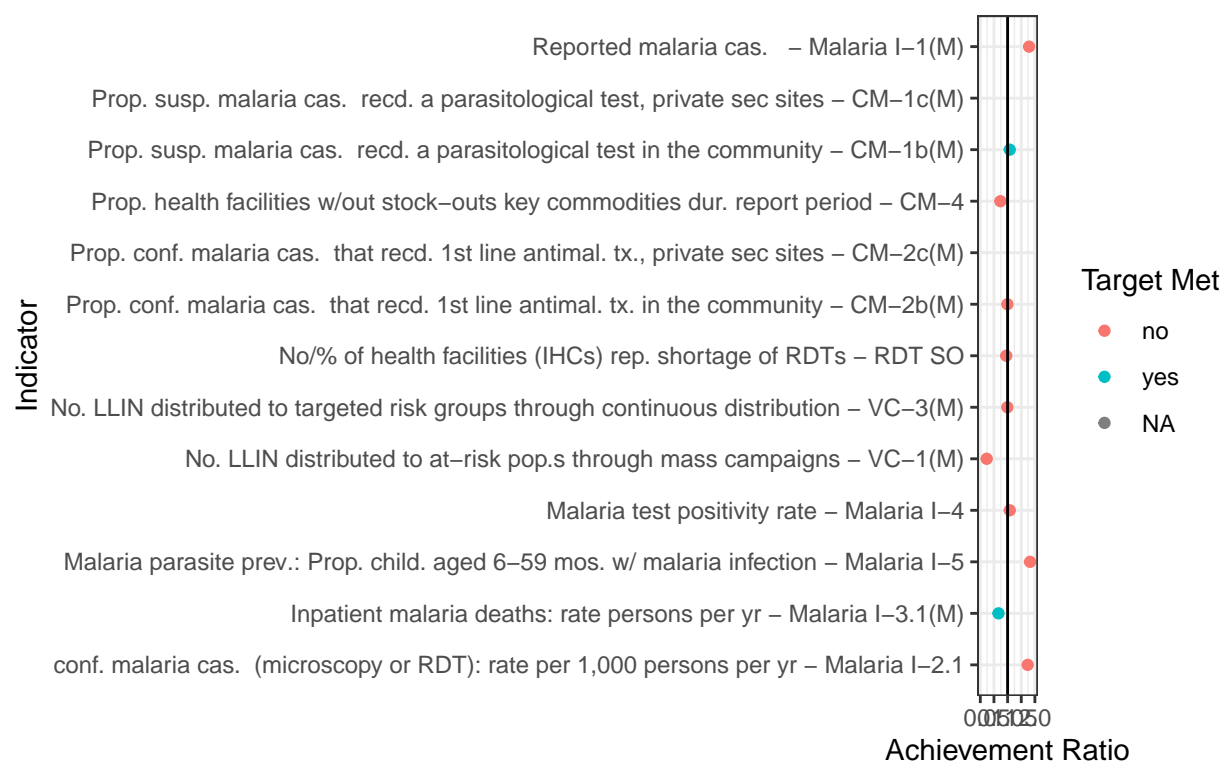 Reported malaria cas.   – Malaria I–1(M)
Prop. susp. malaria cas.  recd. a parasitological test, private sec sites – CM–1c(M)
Prop. susp. malaria cas.  recd. a parasitological test in the community – CM–1b(M)
Prop. health facilities w/out stock–outs key commodities dur. report period – CM–4
Prop. conf. malaria cas.  that recd. 1st line antimal. tx., private sec sites – CM–2c(M)
Prop. conf. malaria cas.  that recd. 1st line antimal. tx. in the community – CM–2b(M)
No/% of health facilities (IHCs) rep. shortage of RDTs – RDT SO
No. LLIN distributed to targeted risk groups through continuous distribution – VC–3(M)
No. LLIN distributed to at–risk pop.s through mass campaigns – VC–1(M)
Malaria test positivity rate – Malaria I–4
Malaria parasite prev.: Prop. child. aged 6–59 mos. w/ malaria infection – Malaria I–5
Inpatient malaria deaths: rate persons per yr – Malaria I–3.1(M)
conf. malaria cas.  (microscopy or RDT): rate per 1,000 persons per yr – Malaria I–2.1
Indicator
Achievement Ratio
Target Met
no
yes
NA